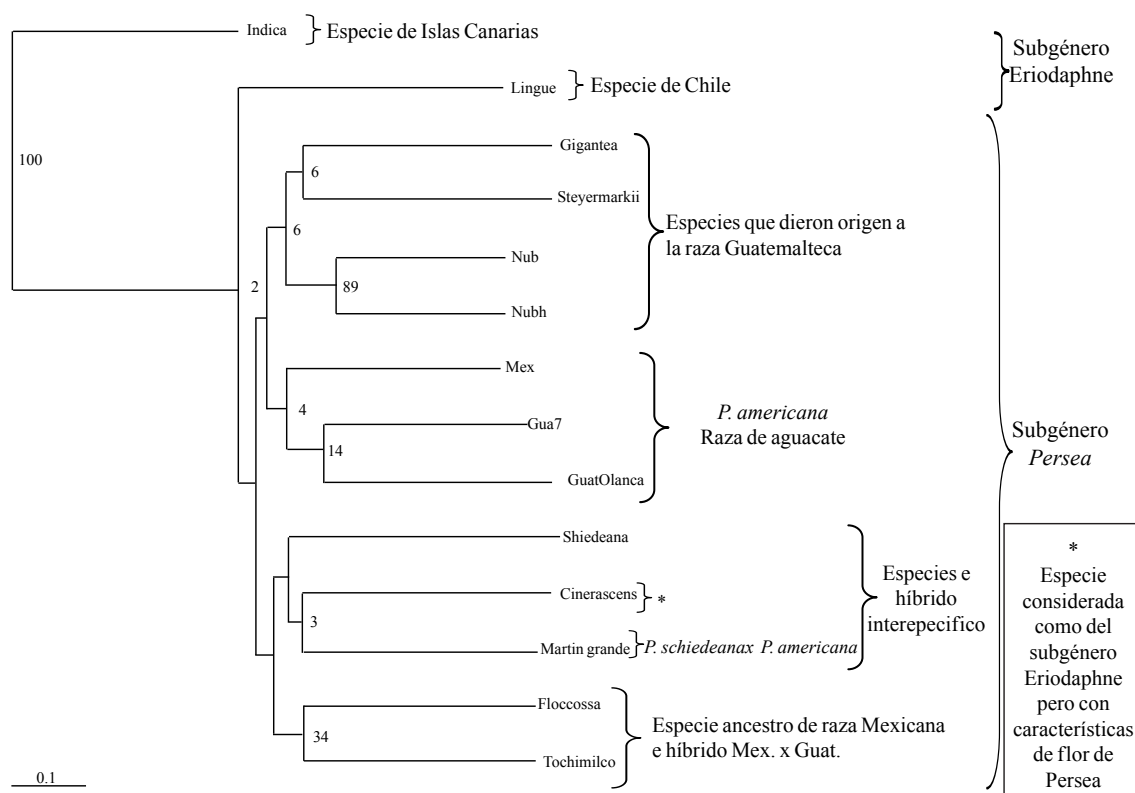 Indica
Especie de Islas Canarias
Subgénero
Eriodaphne
Lingue
Especie de Chile
100
Gigantea
6
Steyermarkii
Especies que dieron origen a
la raza Guatemalteca
6
Nub
2
89
Nubh
Mex
4
P. americana
Raza de aguacate
Gua7
14
GuatOlanca
Subgénero
Persea
Shiedeana
Especies e
híbrido
interepecifico
Cinerascens
*
3
Martin grande
P. schiedeanax P. americana
*
Especie
considerada
como del
subgénero
Eriodaphne
pero con
características
de flor de
Persea
Floccossa
34
Especie ancestro de raza Mexicana
e híbrido Mex. x Guat.
Tochimilco
0.1